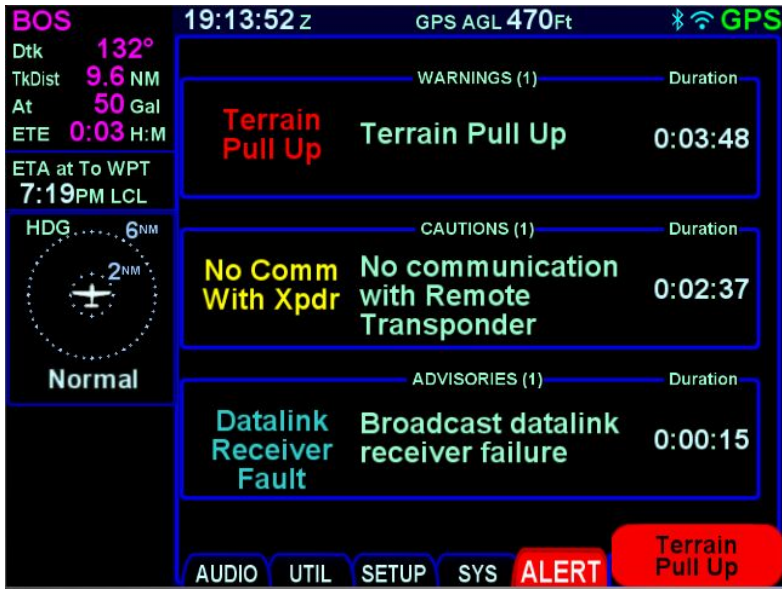 BOS
Dtk 132°
TkDist 9.6 NM
At 50 Gal
ETE 0:03 H:M
ETA at To WPT
7:19PM LCL
HDG 6NM
2NM
Normal
19:13:52 Z GPS AGL 470Ft GPS
WARNINGS (1) Duration
Terrain
Pull Up
Terrain Pull Up
0:03:48
CAUTIONS (1) Duration
No Comm
With Xpdr
No communication
with Remote
Transponder
0:02:37
ADVISORIES (1) Duration
Datalink
Receiver
Fault
Broadcast datalink
receiver failure
0:00:15
AUDIO UTIL SETUP SYS ALERT
Terrain
Pull Up